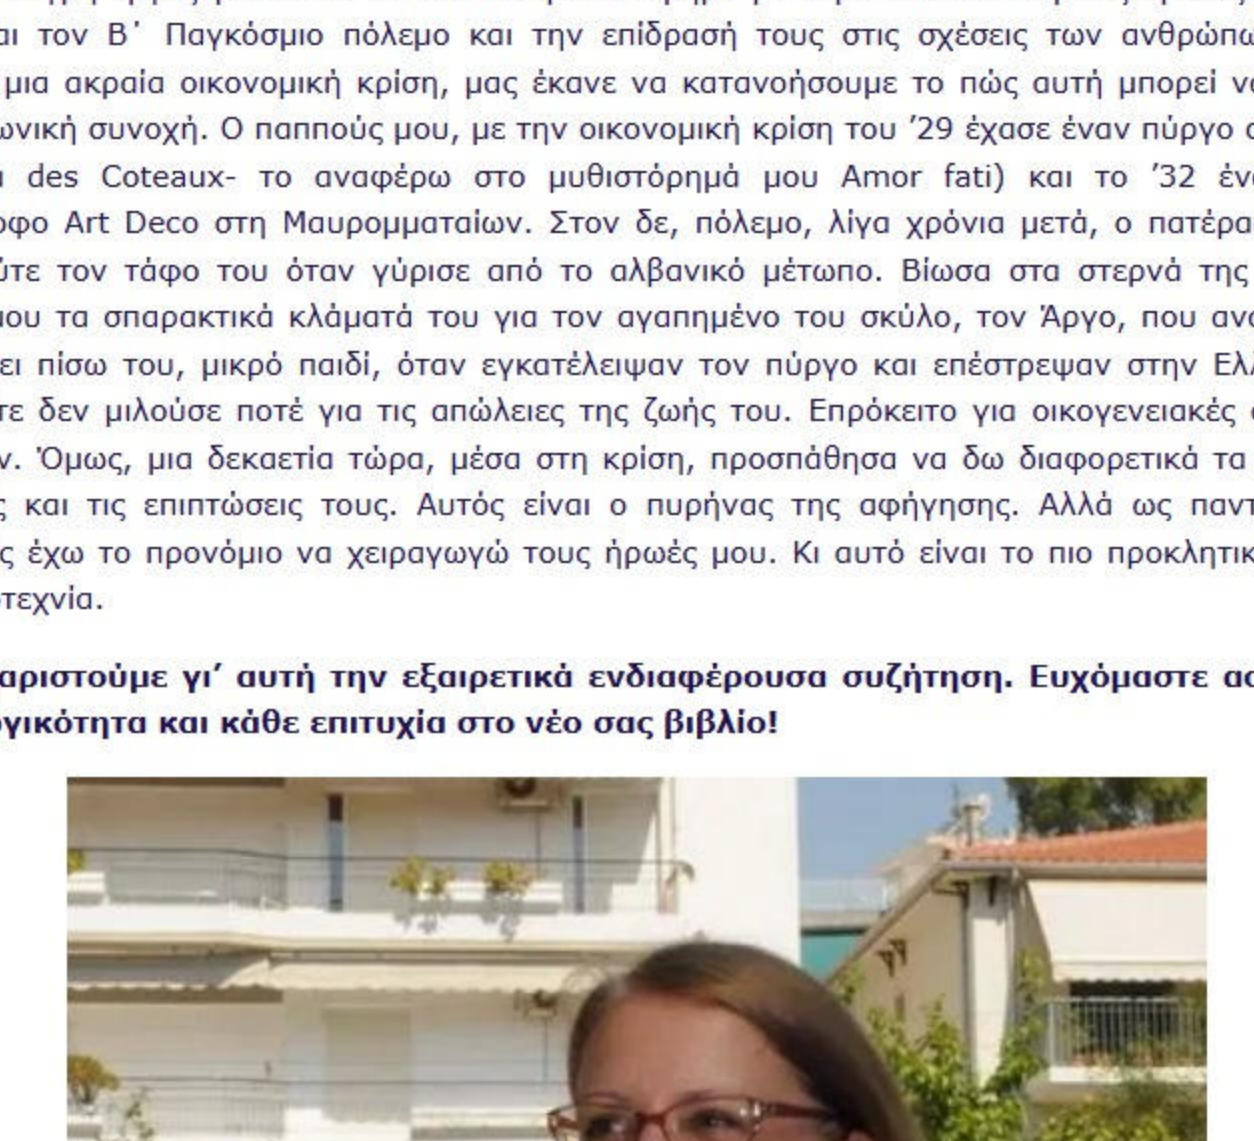 αι τον Β΄ Παγκόσμιο πόλεμο και την επίδρασή τους στις σχέσεις των ανθρώπω
μια ακραία οικονομική κρίση, μας έκανε να κατανοήσουμε το πώς αυτή μπορεί να
ωνική συνοχή. Ο παππούς μου, με την οικονομική κρίση του ’29 έχασε έναν πύργο
des Coteaux- το αναφέρω στο μυθιστόρημά μου Amor fati) και το ’32 ένα
οφο Art Deco στη Μαυρομματαίων. Στον δε, πόλεμο, λίγα χρόνια μετά, ο πατέρα
ύτε τον τάφο του όταν γύρισε από το αλβανικό μέτωπο. Βίωσα στα στερνά της
μου τα σπαρακτικά κλάματά του για τον αγαπημένο του σκύλο, τον Άργο, που ανα
ει πίσω του, μικρό παιδί, όταν εγκατέλειψαν τον πύργο και επέστρεψαν στην Ελλ
τε δεν μιλούσε ποτέ για τις απώλειες της ζωής του. Επρόκειτο για οικογενειακές
ν. Όμως, μια δεκαετία τώρα, μέσα στη κρίση, προσπάθησα να δω διαφορετικά τα
ς και τις επιπτώσεις τους. Αυτός είναι ο πυρήνας της αφήγησης. Αλλά ως παντ
ς έχω το προνόμιο να χειραγωγώ τους ήρωές μου. Κι αυτό είναι το πιο προκλητικ
οτεχνία.
αριστούμε γι’ αυτή την εξαιρετικά ενδιαφέρουσα συζήτηση. Ευχόμαστε
γικότητα και κάθε επιτυχία στο νέο σας βιβλίο!